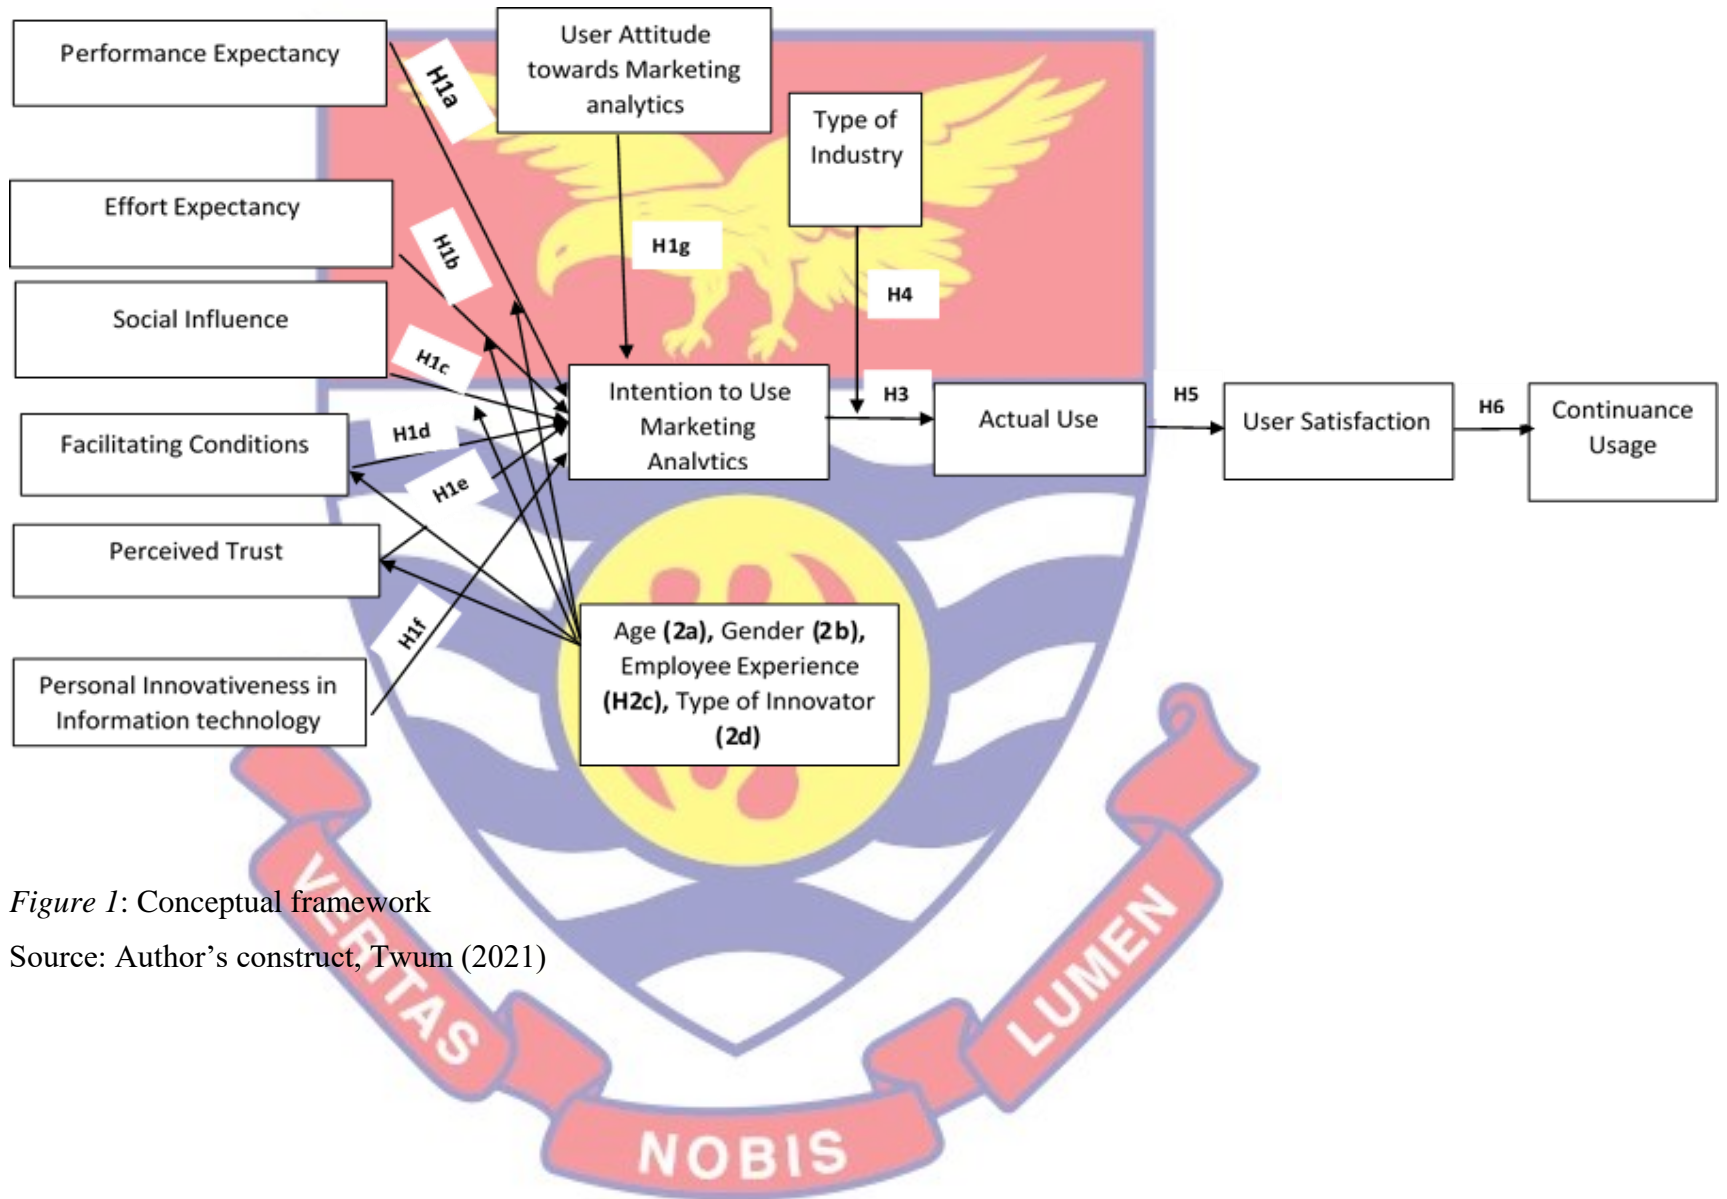 Performance Expectancy
H1a
User Attitude
towards Marketing
analytics
Type of
Industry
Effort Expectancy
H1b
H1g
H4
Social Influence
H1c
Intention to Use
Marketing
Analytics
H3
Actual Use
H5
User Satisfaction
H6
Continuance
Usage
Facilitating Conditions
H1d
H1e
Perceived Trust
H1f
Personal Innovativeness in
Information technology
Age (2a), Gender (2b),
Employee Experience
(H2c), Type of Innovator
(2d)
Figure 1: Conceptual framework
Source: Author’s construct, Twum (2021)
VERITAS
NOBIS
LUMEN